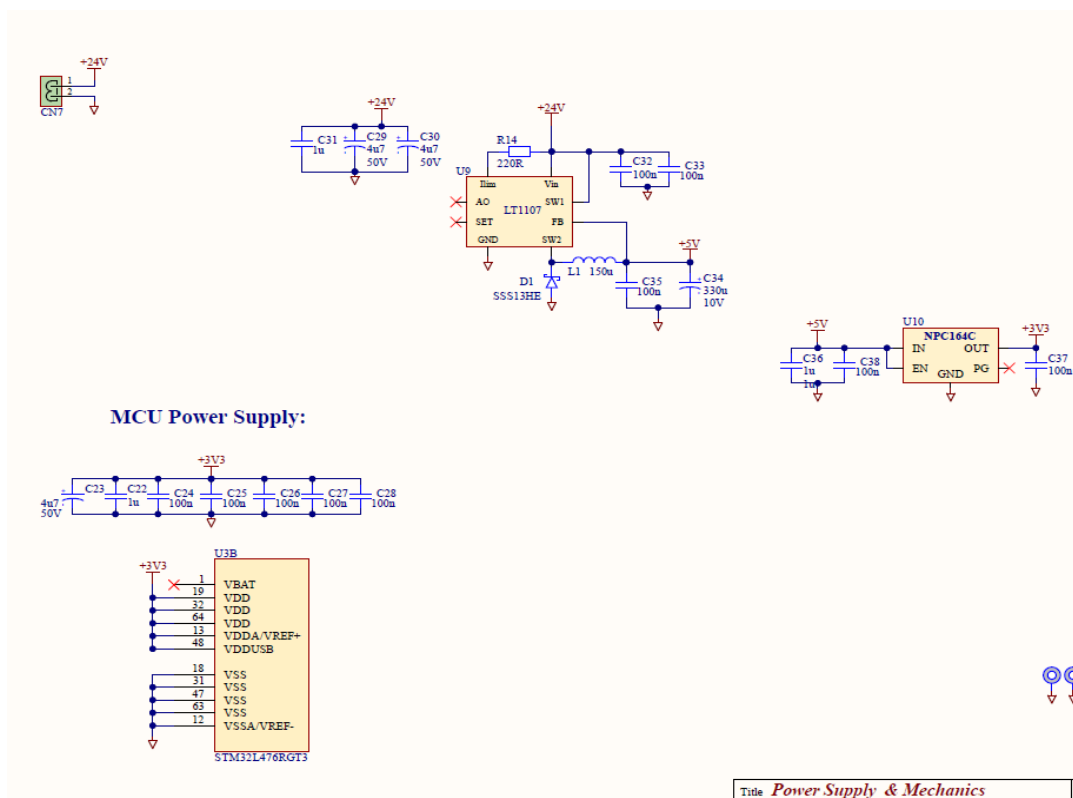 +24V
1
2
CN7
+24V
C31
1u
C29
4u7
50V
C30
4u7
50V
+24V
R14
220R
U9
Ilim
Vin
AO
SW1
LT1107
SET
FB
GND
SW2
C32
100n
C33
100n
+5V
D1
SSS13HE
L1 150u
C35
100n
C34
330u
10V
+5V
C36
1u
1u
C38
100n
U10
NPC164C
IN
OUT
EN
PG
GND
+3V3
C37
100n
MCU Power Supply:
+3V3
4u7
50V
C23
C22
1u
C24
100n
C25
100n
C26
100n
C27
100n
C28
100n
+3V3
U3B
1 VBAT
19 VDD
32 VDD
64 VDD
13 VDDA/VREF+
48 VDDUSB
18 VSS
31 VSS
47 VSS
63 VSS
12 VSSA/VREF-
STM32L476RGT3
Title Power Supply & Mechanics